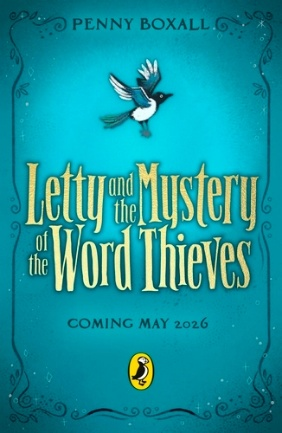 PENNY BOXALL
Letty and the Mystery
of the Word Thieves
COMING MAY 2026